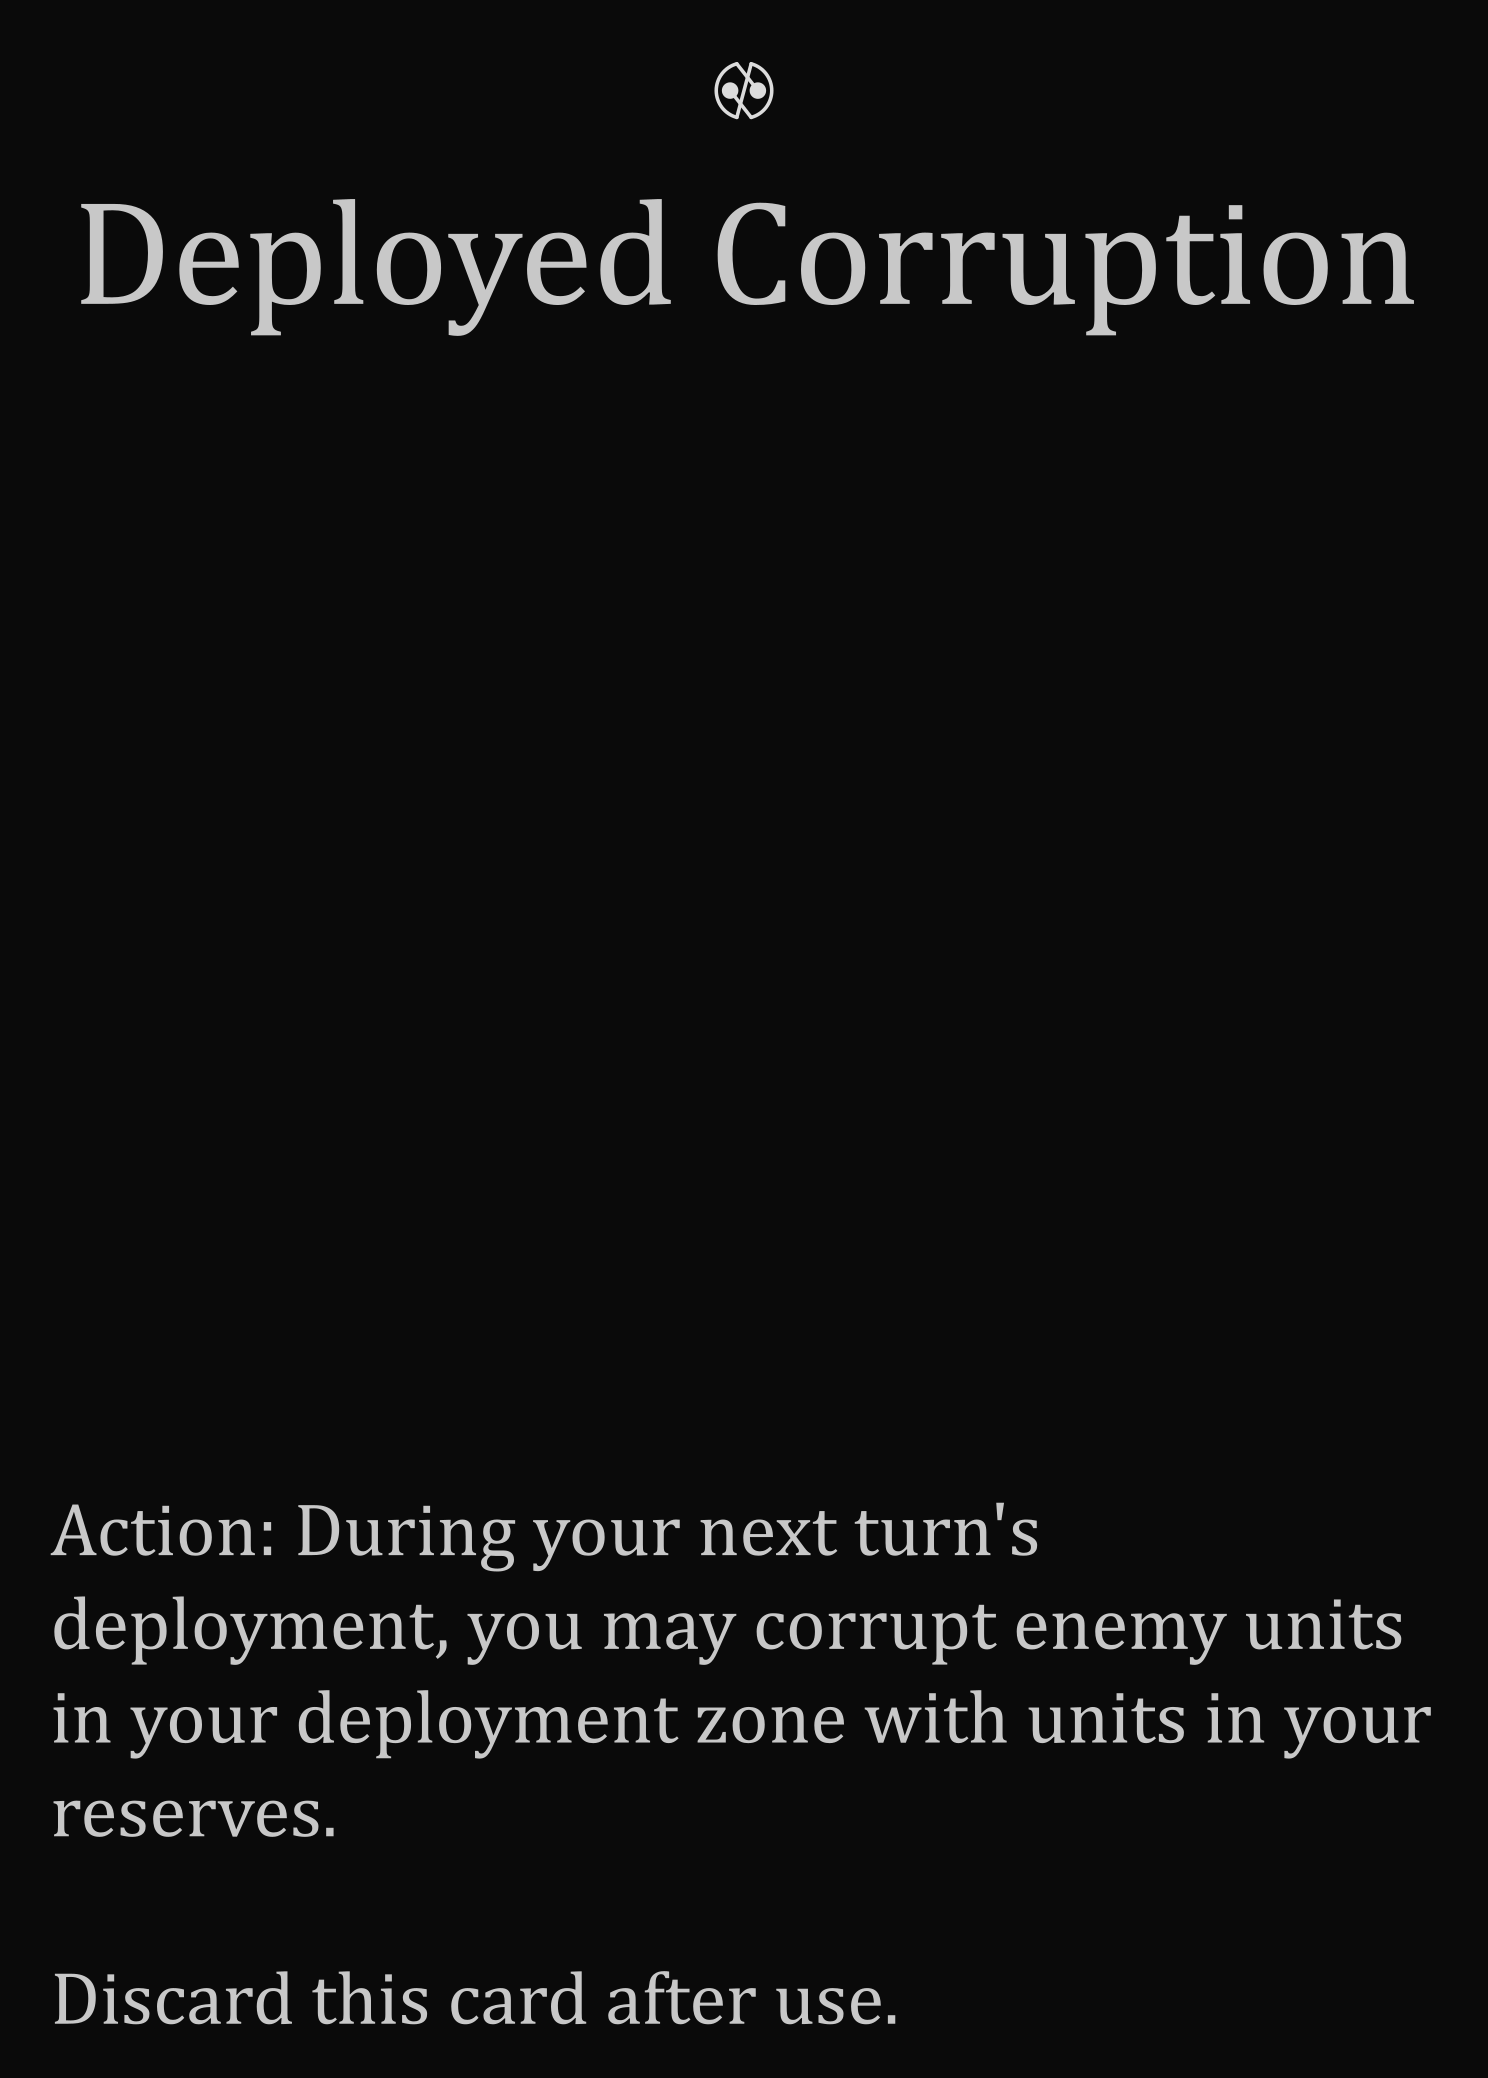 Deployed Corruption
Action: During your next turn's
deployment, you may corrupt enemy units
in your deployment zone with units in your
reserves.
Discard this card after use.